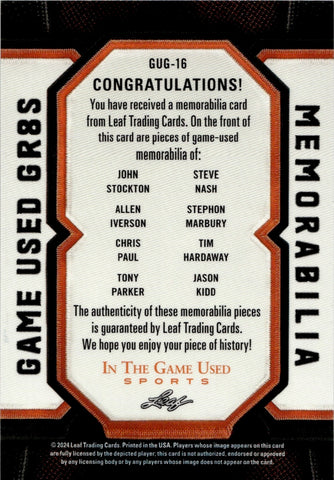 GUG-16
CONGRATULATIONS!
You have received a memorabilia card
from Leaf Trading Cards. On the front of
this card are pieces of game-used
memorabilia of:
JOHN STOCKTON
STEVE NASH
ALLEN IVERSON
STEPHON MARBURY
CHRIS PAUL
TIM HARDAWAY
TONY PARKER
JASON KIDD
The authenticity of these memorabilia pieces
is guaranteed by Leaf Trading Cards.
We hope you enjoy your piece of history!
IN THE GAME USED
SPORTS
Leaf
GAME USED GR8S
MEMORABILIA
© 2024 Leaf Trading Cards. Printed in the USA. Players whose image appears on this card
are fully licensed by the depicted player; this card is not authorized, endorsed or approved
by any licensing body or by any players whose image does not appear on the card.